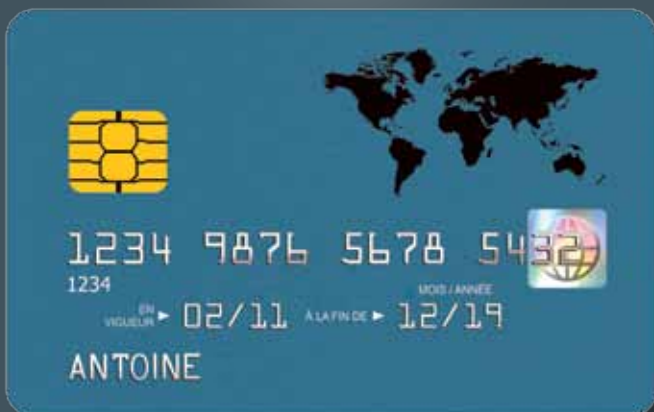 1234 9876 5678 5432
1234
MOIS / ANNÉE
EN VIGUEUR ► 02/11 À LA FIN DE ► 12/19
ANTOINE